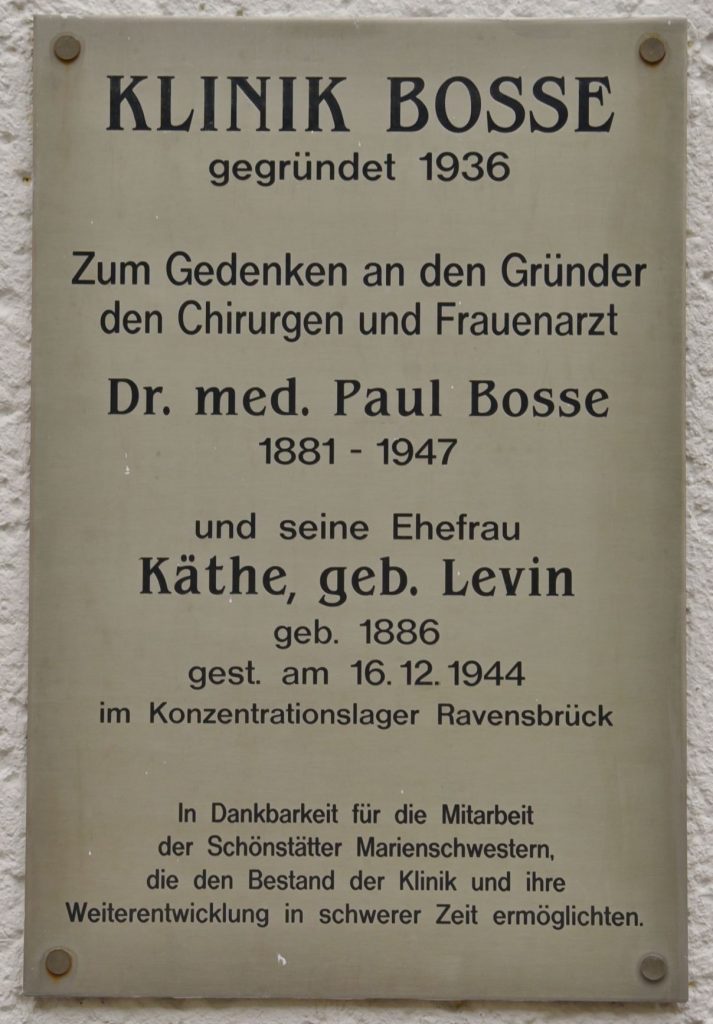 KLINIK BOSSE
gegründet 1936
Zum Gedenken an den Gründer
den Chirurgen und Frauenarzt
Dr. med. Paul Bosse
1881 - 1947
und seine Ehefrau
Käthe, geb. Levin
geb. 1886
gest. am 16.12.1944
im Konzentrationslager Ravensbrück
In Dankbarkeit für die Mitarbeit
der Schönstätter Marienschwestern,
die den Bestand der Klinik und ihre
Weiterentwicklung in schwerer Zeit ermöglichten.